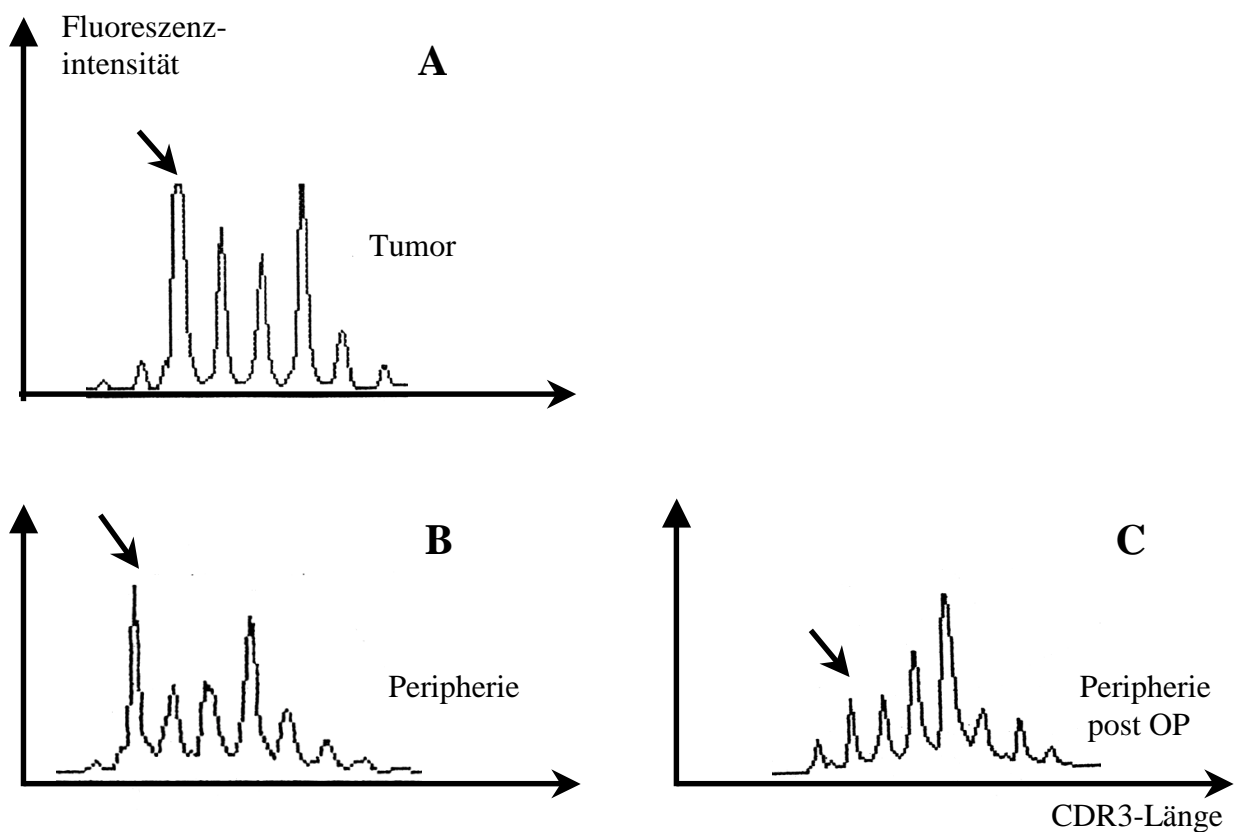 Fluoreszenz-
intensität
A
Tumor
B
Peripherie
C
Peripherie
post OP
CDR3-Länge